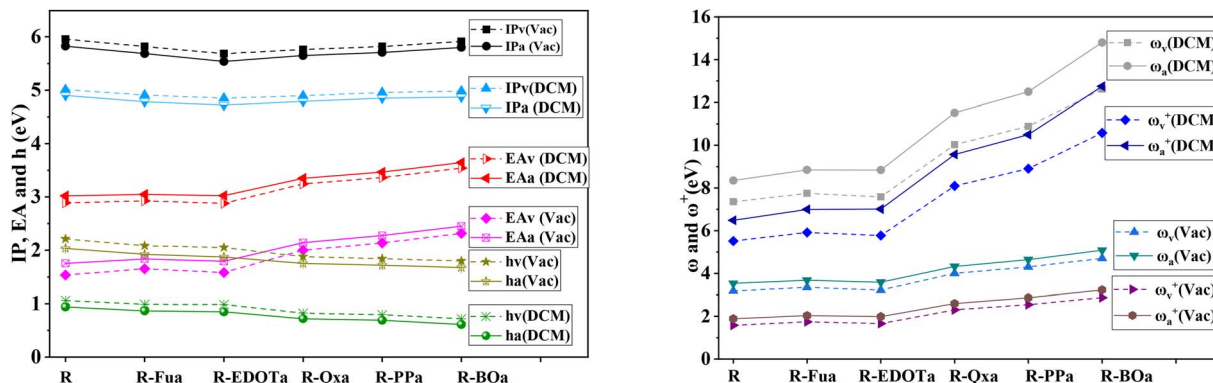 IP, EA and h (eV)
6
5
4
3
2
1
0
IPv(Vac)
IPa (Vac)
IPv(DCM)
IPa (DCM)
EAv (DCM)
EAa (DCM)
EAv (Vac)
EAa (Vac)
hv(Vac)
ha(Vac)
hv(DCM)
ha(DCM)
R R-Fua R-EDOTa R-Qxa R-PPa R-BOa
ω and ω⁺(eV)
16
14
12
10
8
6
4
2
0
ωᵥ(DCM)
ωₐ(DCM)
ωᵥ⁺(DCM
ωₐ⁺(DCM
ωᵥ(Vac)
ωₐ(Vac)
ωᵥ⁺(Vac)
ωₐ⁺(Vac)
R R-Fua R-EDOTa R-Qxa R-PPa R-BOa